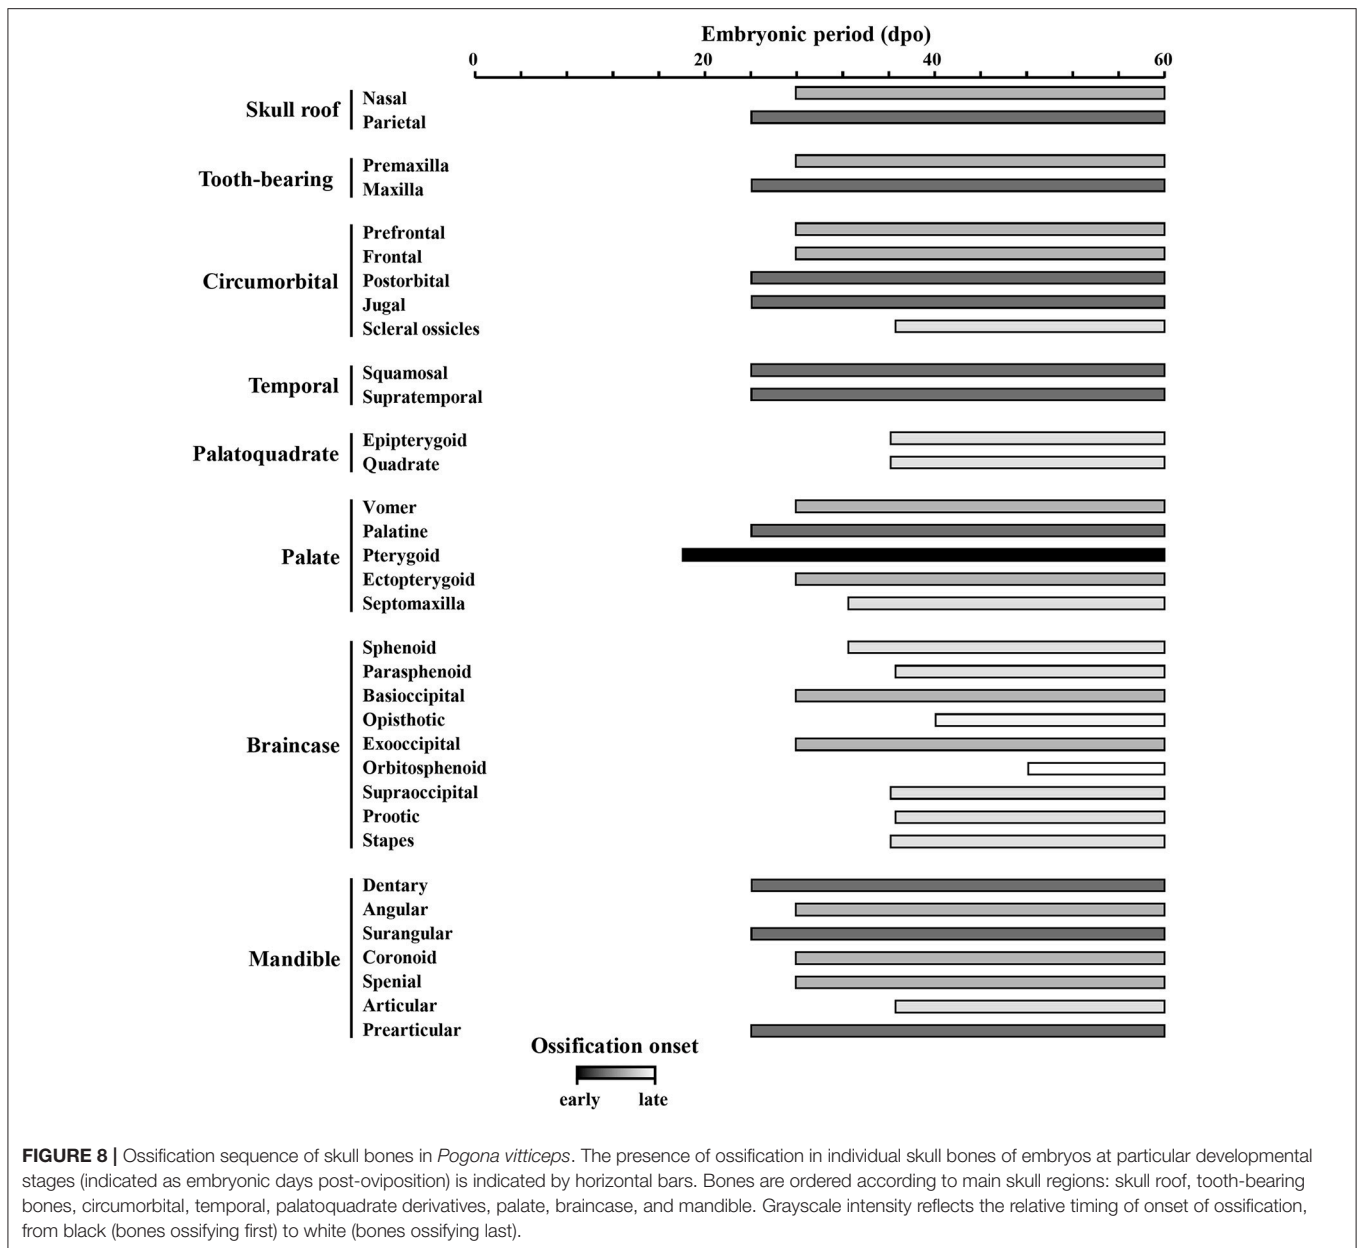 Embryonic period (dpo)
0 20 40 60
Skull roof
Nasal
Parietal
Tooth-bearing
Premaxilla
Maxilla
Circumorbital
Prefrontal
Frontal
Postorbital
Jugal
Scleral ossicles
Temporal
Squamosal
Supratemporal
Palatoquadrate
Epipterygoid
Quadrate
Palate
Vomer
Palatine
Pterygoid
Ectopterygoid
Septomaxilla
Braincase
Sphenoid
Parasphenoid
Basioccipital
Opisthotic
Exooccipital
Orbitosphenoid
Supraoccipital
Prootic
Stapes
Mandible
Dentary
Angular
Surangular
Coronoid
Spenial
Articular
Prearticular
Ossification onset
early late
FIGURE 8 | Ossification sequence of skull bones in Pogona vitticeps. The presence of ossification in individual skull bones of embryos at particular developmental
stages (indicated as embryonic days post-oviposition) is indicated by horizontal bars. Bones are ordered according to main skull regions: skull roof, tooth-bearing
bones, circumorbital, temporal, palatoquadrate derivatives, palate, braincase, and mandible. Grayscale intensity reflects the relative timing of onset of ossification,
from black (bones ossifying first) to white (bones ossifying last).